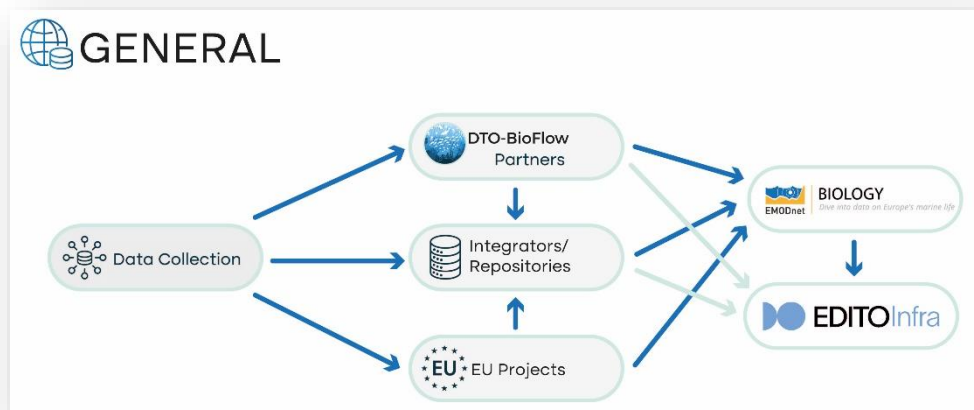 GENERAL
DTO-BioFlow
Partners
Data Collection
Integrators/
Repositories
EU EU Projects
EMODnet
BIOLOGY
Dive into data on Europe's marine life
EDITOInfra